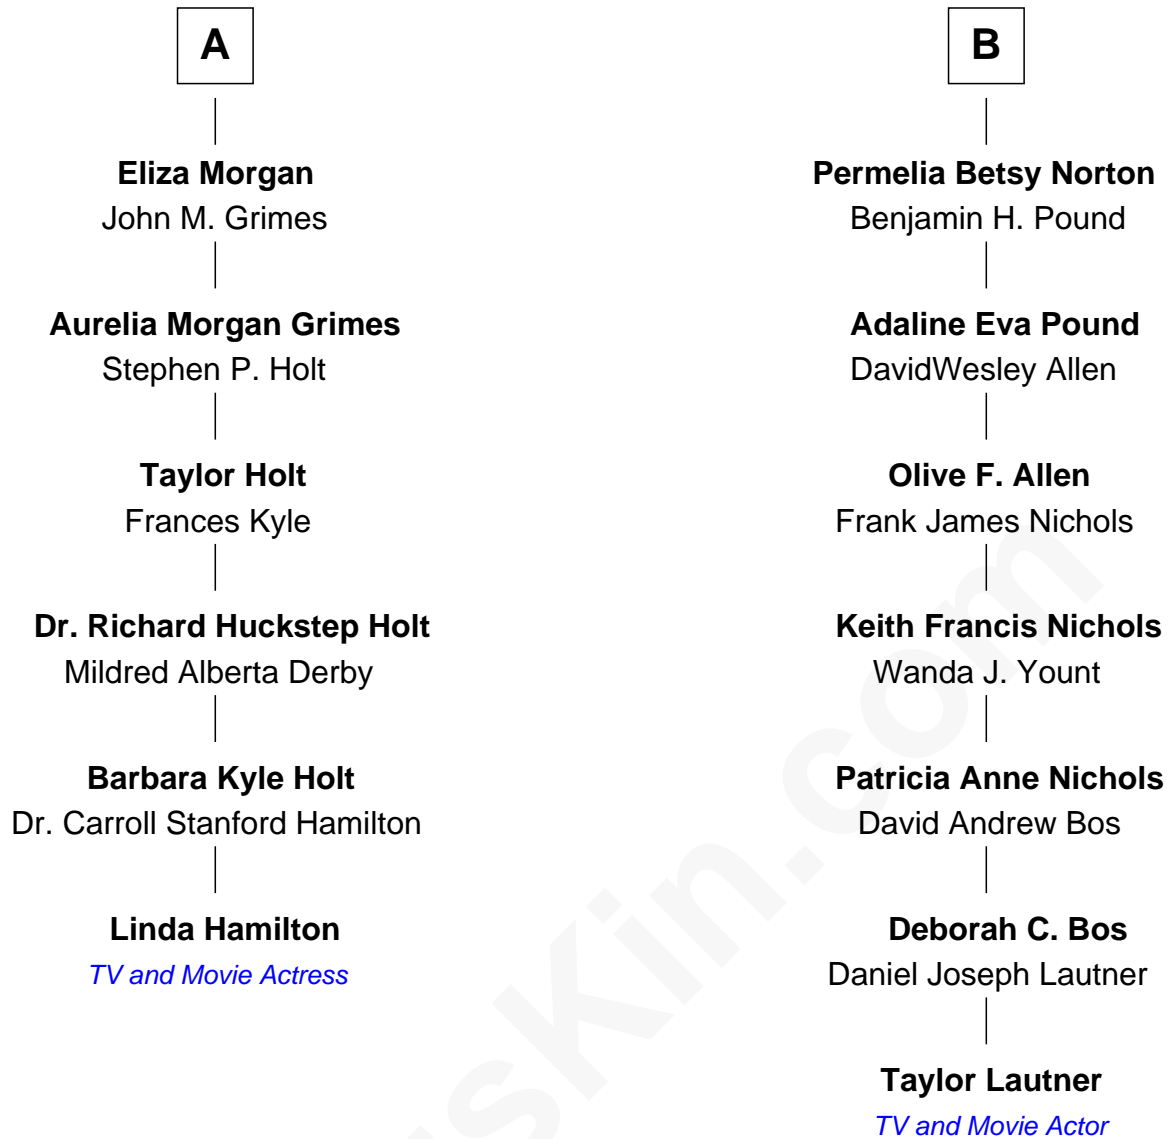 A
Eliza Morgan
John M. Grimes
Aurelia Morgan Grimes
Stephen P. Holt
Taylor Holt
Frances Kyle
Dr. Richard Huckstep Holt
Mildred Alberta Derby
Barbara Kyle Holt
Dr. Carroll Stanford Hamilton
Linda Hamilton
TV and Movie Actress
B
Permelia Betsy Norton
Benjamin H. Pound
Adaline Eva Pound
DavidWesley Allen
Olive F. Allen
Frank James Nichols
Keith Francis Nichols
Wanda J. Yount
Patricia Anne Nichols
David Andrew Bos
Deborah C. Bos
Daniel Joseph Lautner
Taylor Lautner
TV and Movie Actor
sKin.com